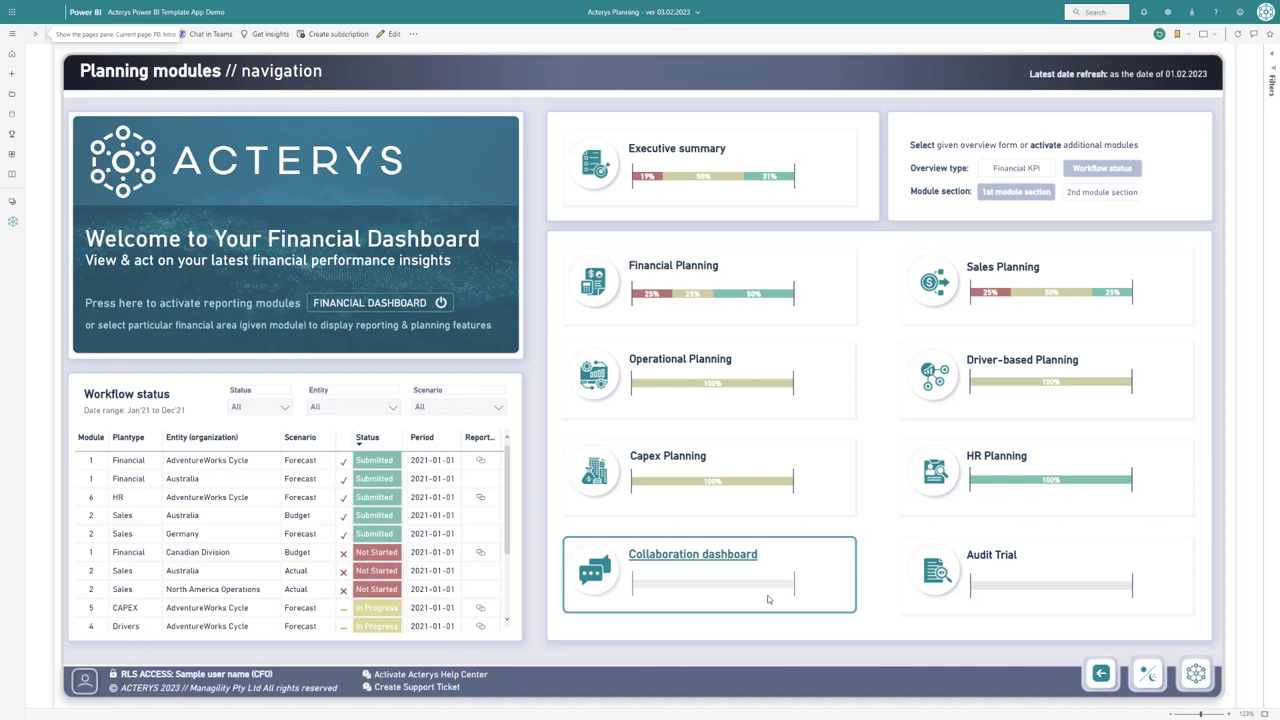 Power BI Acterys Power BI Template App Demo
Acterys Planning - ver 03.02.2023
Search
Show the pages pane. Current page: P0: Intro
Chat in Teams
Get insights
Create subscription
Edit
Planning modules // navigation
Latest date refresh: as the date of 01.02.2023
Filters
ACTERYS
Welcome to Your Financial Dashboard
View & act on your latest financial performance insights
Press here to activate reporting modules FINANCIAL DASHBOARD
or select particular financial area (given module) to display reporting & planning features
Executive summary
19% 50% 31%
Select given overview form or activate additional modules
Overview type: Financial KPI Workflow status
Module section: 1st module section 2nd module section
Financial Planning
25% 25% 50%
Sales Planning
25% 50% 25%
Operational Planning
100%
Driver-based Planning
100%
Capex Planning
100%
HR Planning
100%
Collaboration dashboard
Audit Trial
Workflow status
Date range: Jan'21 to Dec'21
Status Entity Scenario
All All All
Module Plantype Entity (organization) Scenario Status Period Report...
1 Financial AdventureWorks Cycle Forecast Submitted 2021-01-01
1 Financial Australia Forecast Submitted 2021-01-01
6 HR AdventureWorks Cycle Forecast Submitted 2021-01-01
2 Sales Australia Budget Submitted 2021-01-01
2 Sales Germany Forecast Submitted 2021-01-01
1 Financial Canadian Division Budget Not Started 2021-01-01
2 Sales Australia Actual Not Started 2021-01-01
2 Sales North America Operations Actual Not Started 2021-01-01
5 CAPEX AdventureWorks Cycle Forecast In Progress 2021-01-01
4 Drivers AdventureWorks Cycle Forecast In Progress 2021-01-01
RLS ACCESS: Sample user name (CFO)
© ACTERYS 2023 // Managility Pty Ltd All rights reserved
Activate Acterys Help Center
Create Support Ticket
123%